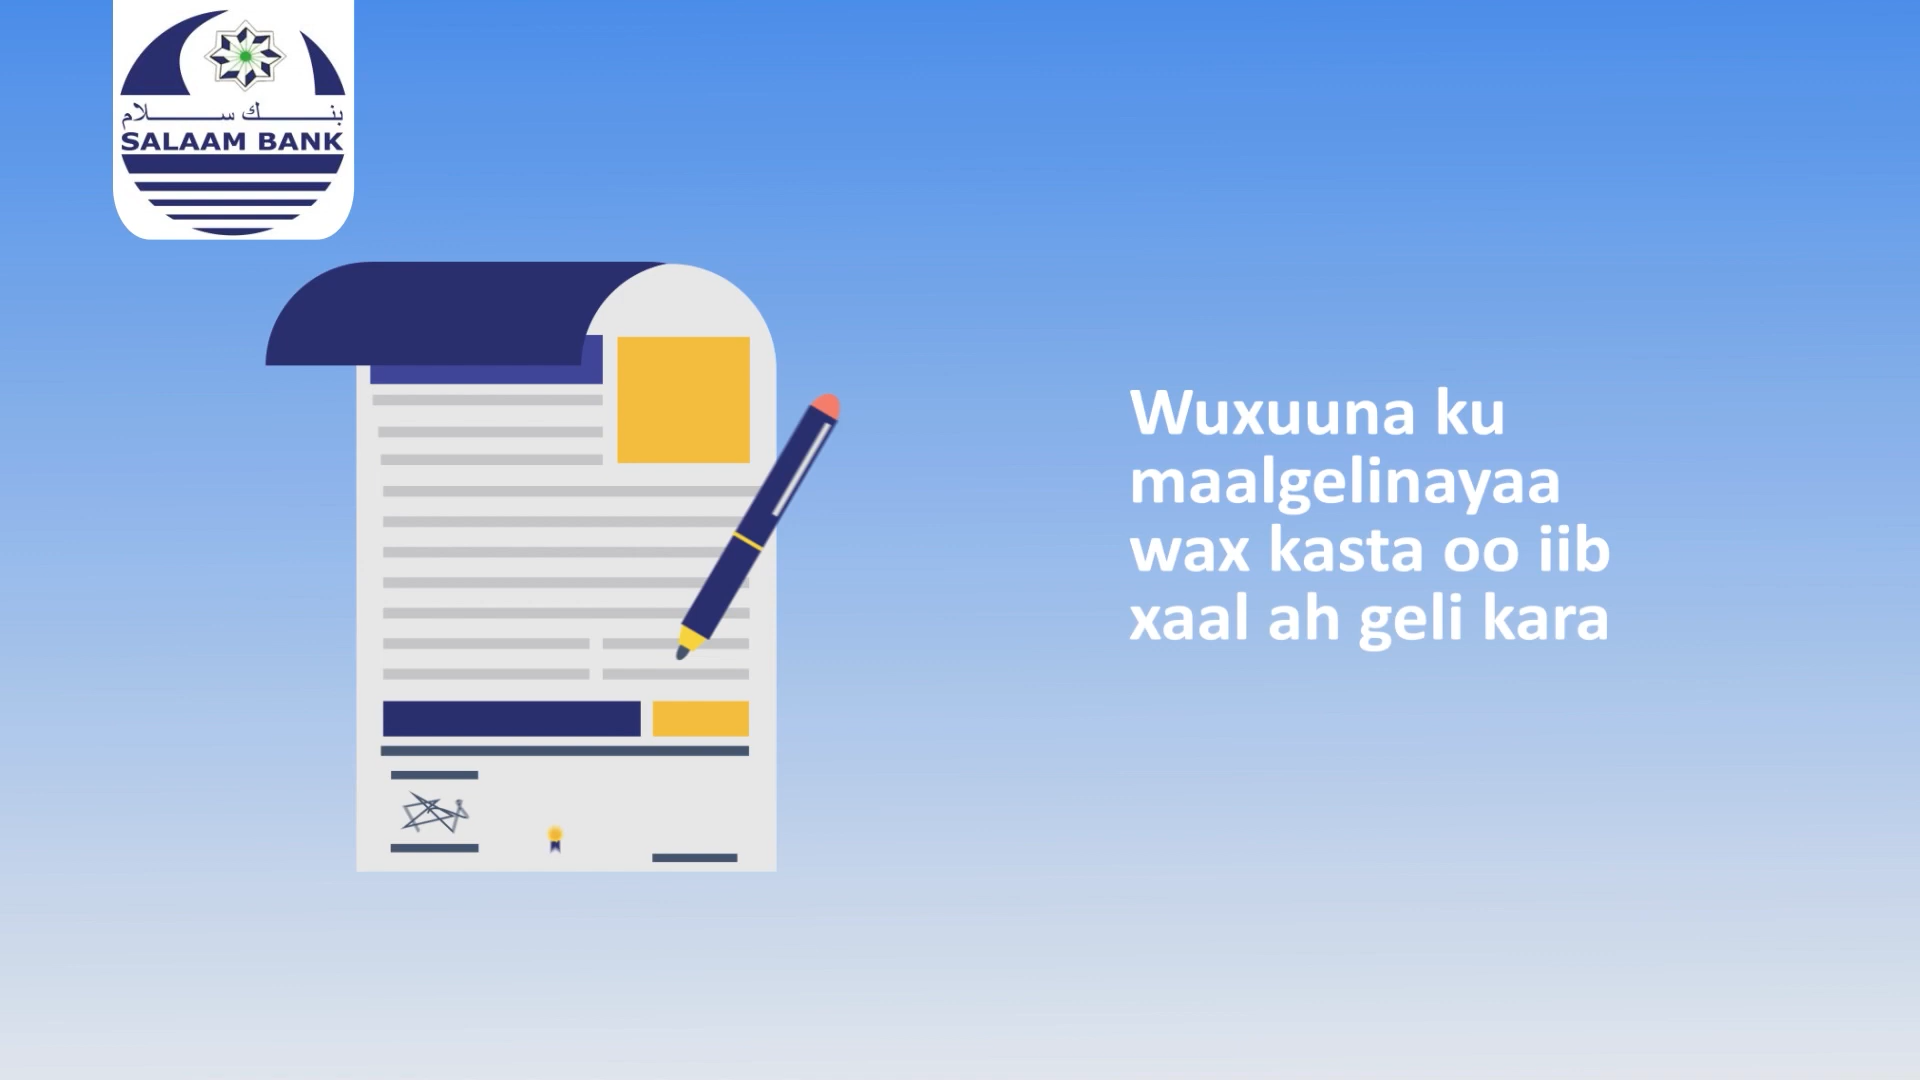 بنك سلام
SALAAM BANK
Wuxuuna ku
maalgelinayaa
wax kasta oo iib
xaal ah geli kara